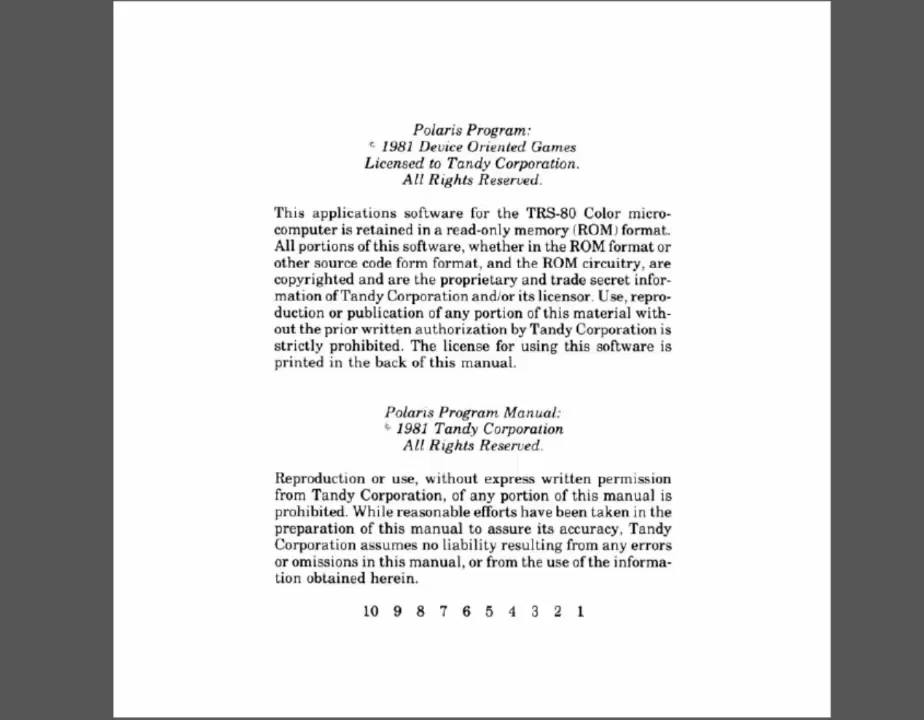 Polaris Program:
© 1981 Device Oriented Games
Licensed to Tandy Corporation.
All Rights Reserved.
This applications software for the TRS-80 Color micro-
computer is retained in a read-only memory (ROM) format.
All portions of this software, whether in the ROM format or
other source code form format, and the ROM circuitry, are
copyrighted and are the proprietary and trade secret infor-
mation of Tandy Corporation and/or its licensor. Use, repro-
duction or publication of any portion of this material with-
out the prior written authorization by Tandy Corporation is
strictly prohibited. The license for using this software is
printed in the back of this manual.
Polaris Program Manual:
© 1981 Tandy Corporation
All Rights Reserved.
Reproduction or use, without express written permission
from Tandy Corporation, of any portion of this manual is
prohibited. While reasonable efforts have been taken in the
preparation of this manual to assure its accuracy, Tandy
Corporation assumes no liability resulting from any errors
or omissions in this manual, or from the use of the informa-
tion obtained herein.
10 9 8 7 6 5 4 3 2 1